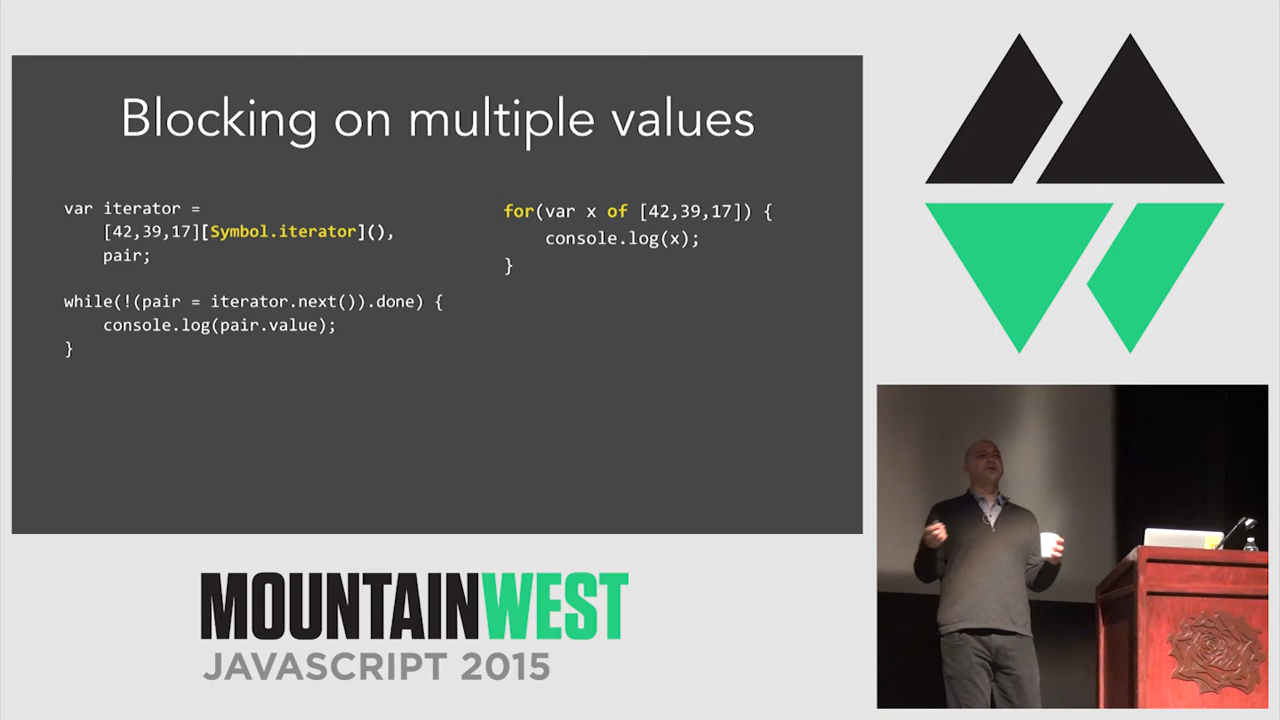 Blocking on multiple values
var iterator =
[42,39,17][Symbol.iterator](),
pair;
while(!(pair = iterator.next()).done) {
console.log(pair.value);
}
for(var x of [42,39,17]) {
console.log(x);
}
MOUNTAINWEST
JAVASCRIPT 2015